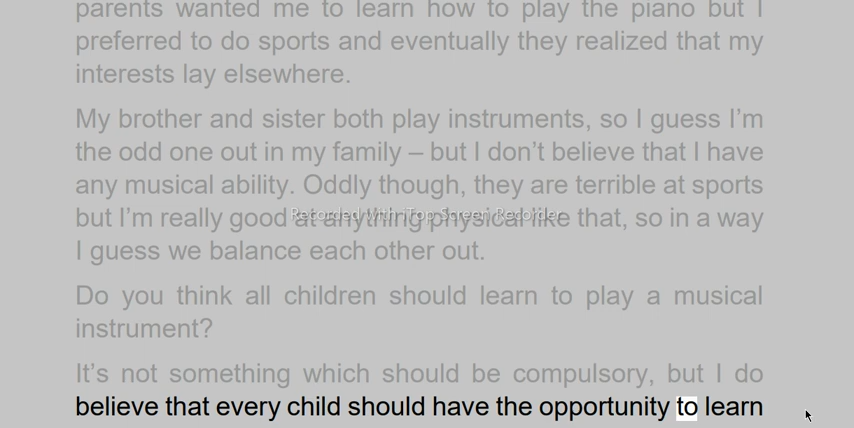 parents wanted me to learn how to play the piano but I
preferred to do sports and eventually they realized that my
interests lay elsewhere.
My brother and sister both play instruments, so I guess I’m
the odd one out in my family – but I don’t believe that I have
any musical ability. Oddly though, they are terrible at sports
but I’m really good at anything physical like that, so in a way
Recorded with iTop Screen Recorder
I guess we balance each other out.
Do you think all children should learn to play a musical
instrument?
It’s not something which should be compulsory, but I do
believe that every child should have the opportunity to learn